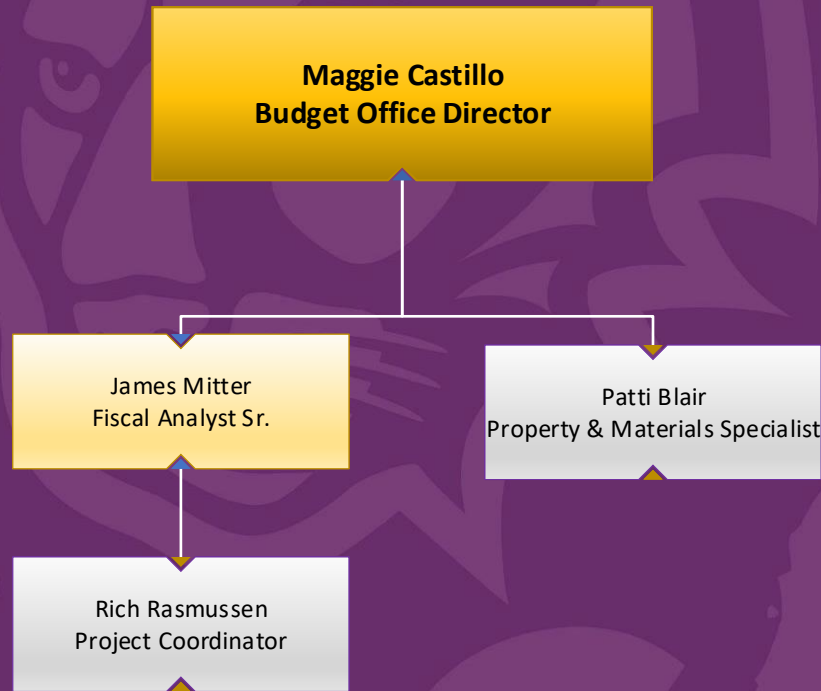 Maggie Castillo
Budget Office Director
James Mitter
Fiscal Analyst Sr.
Patti Blair
Property & Materials Specialist
Rich Rasmussen
Project Coordinator